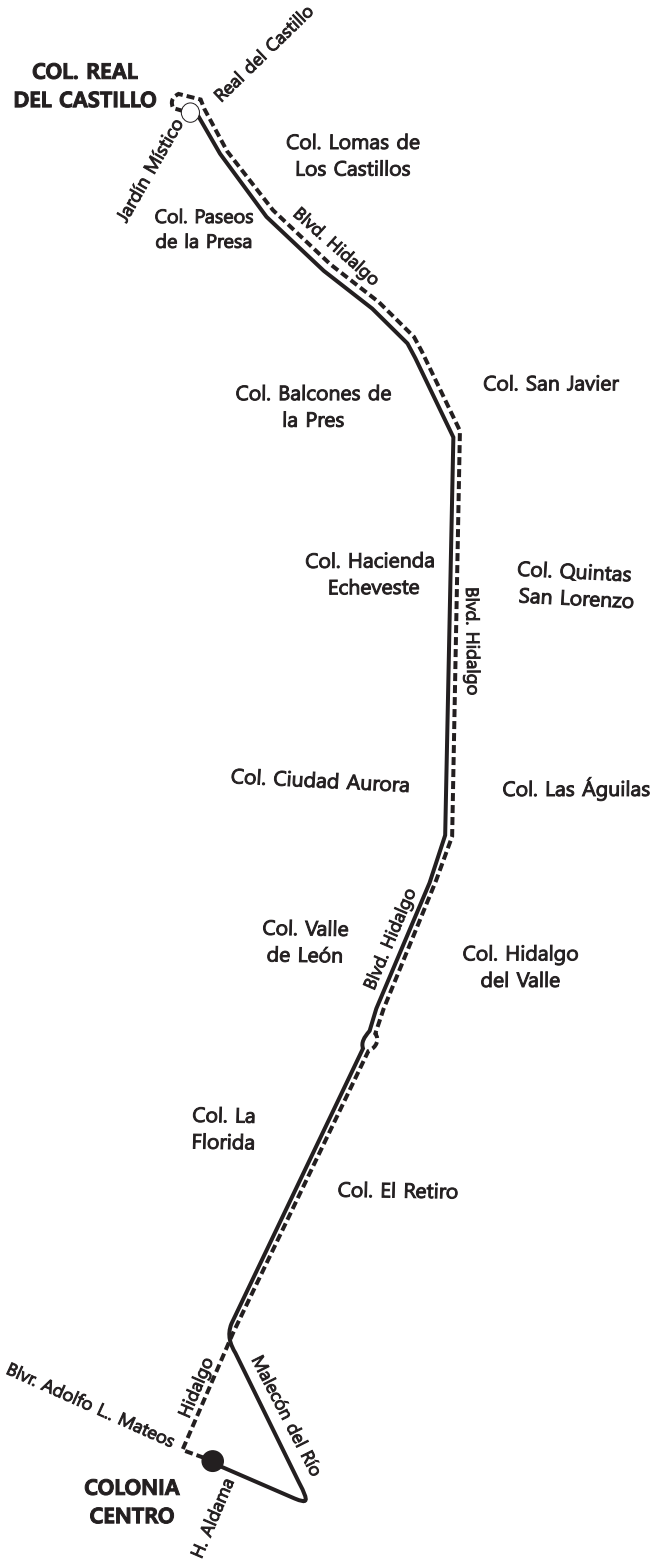 Real del Castillo
COL. REAL
DEL CASTILLO
Jardín Místico
Col. Lomas de
Los Castillos
Col. Paseos
de la Presa
Blvd. Hidalgo
Col. San Javier
Col. Balcones de
la Pres
Col. Hacienda
Echeveste
Col. Quintas
San Lorenzo
Blvd. Hidalgo
Col. Ciudad Aurora
Col. Las Águilas
Blvd. Hidalgo
Col. Valle
de León
Col. Hidalgo
del Valle
Col. La
Florida
Col. El Retiro
Hidalgo
Malecón del Río
Blvr. Adolfo L. Mateos
COLONIA
CENTRO
H. Aldama